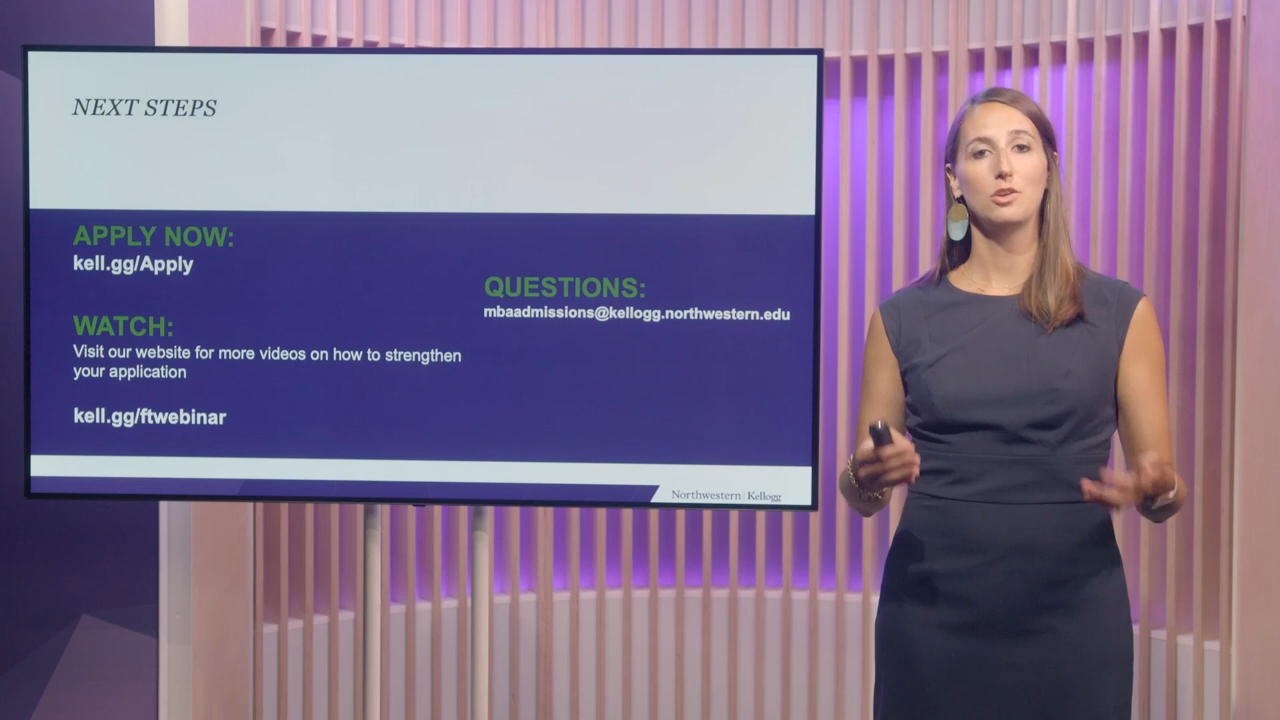 NEXT STEPS
APPLY NOW:
kell.gg/Apply
WATCH:
Visit our website for more videos on how to strengthen
your application
kell.gg/ftwebinar
QUESTIONS:
mbaadmissions@kellogg.northwestern.edu
Northwestern | Kellogg